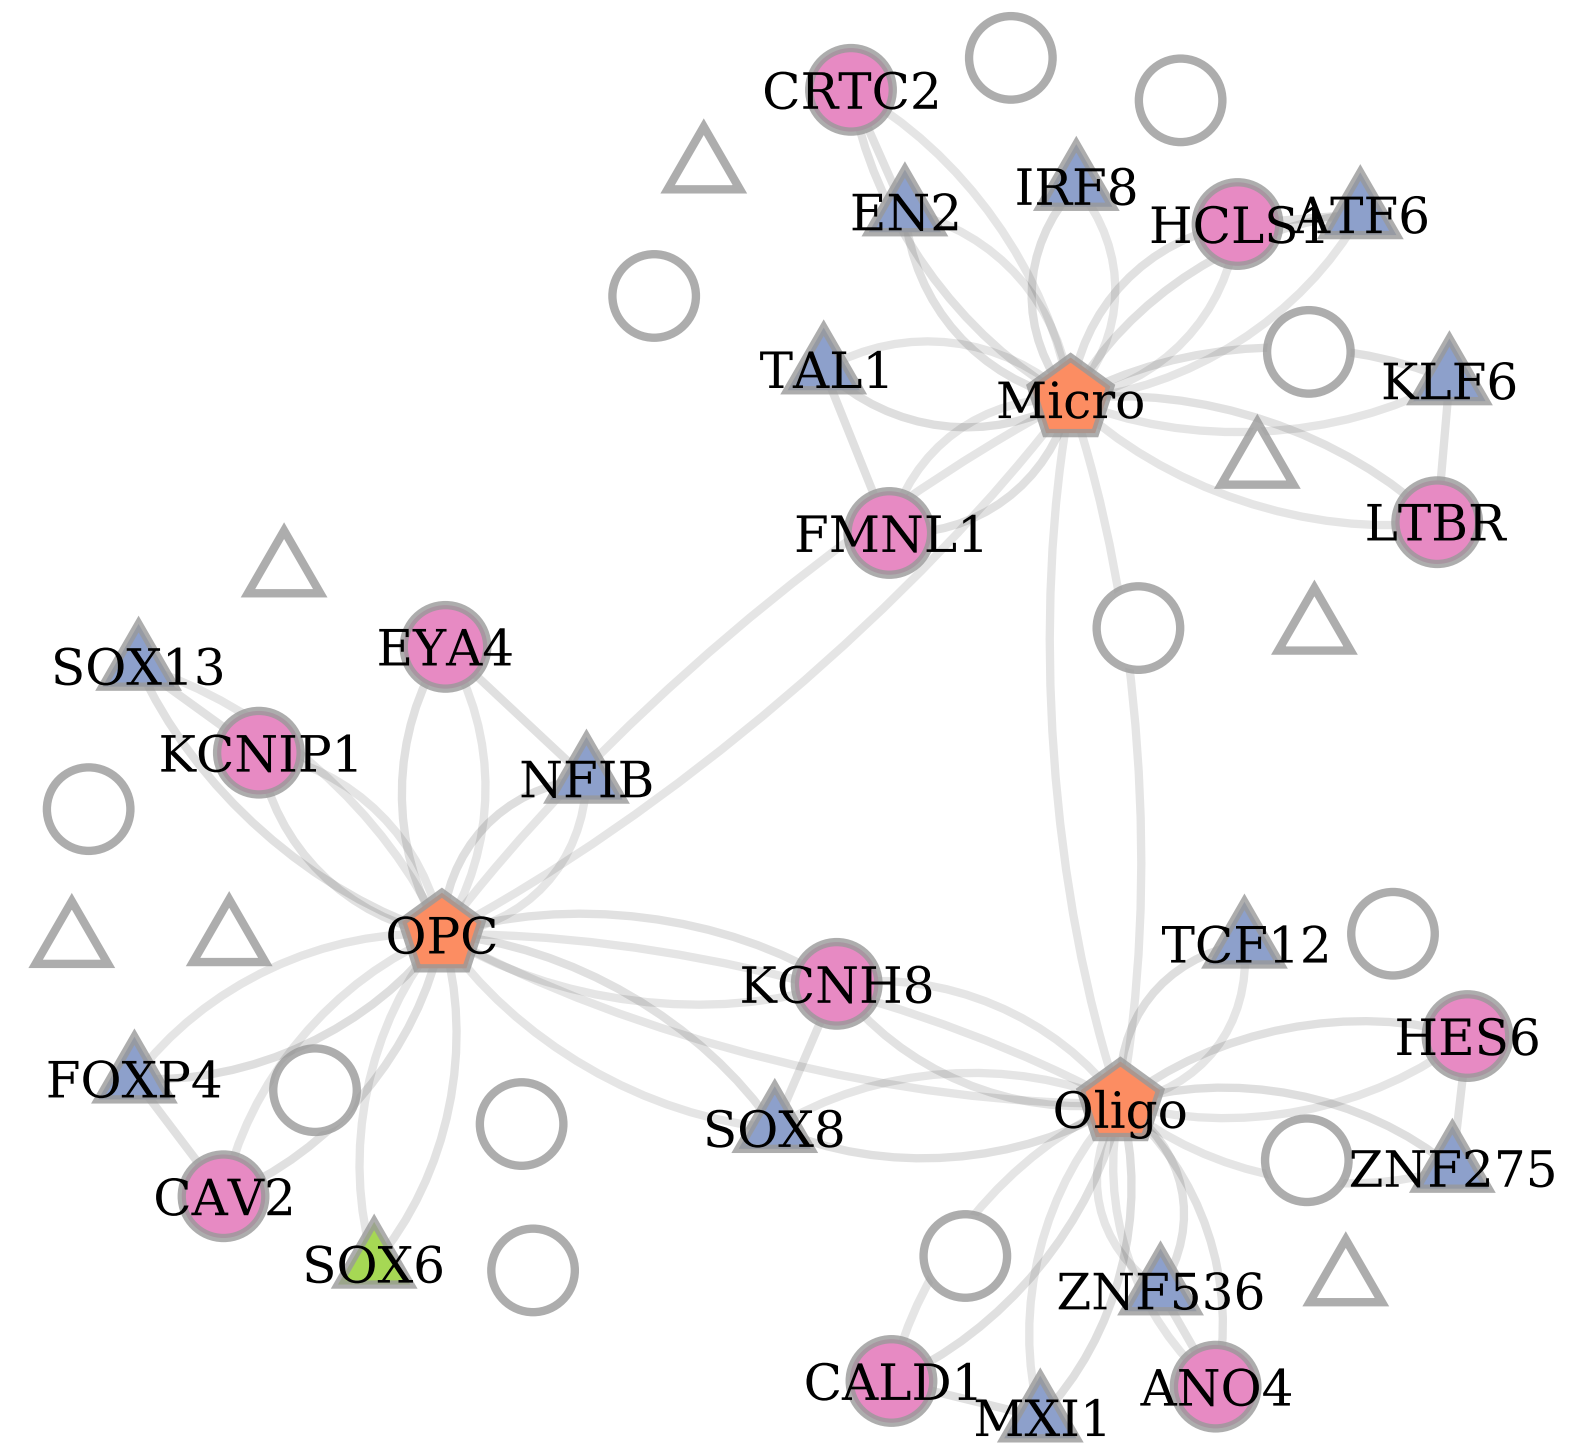 CRTC2
IRF8
EN2
HCLS1
ATF6
TAL1
KLF6
Micro
LTBR
FMNL1
EYA4
SOX13
KCNIP1
NFIB
OPC
TCF12
KCNH8
HES6
FOXP4
Oligo
SOX8
ZNF275
CAV2
SOX6
ZNF536
CALD1
ANO4
MXI1